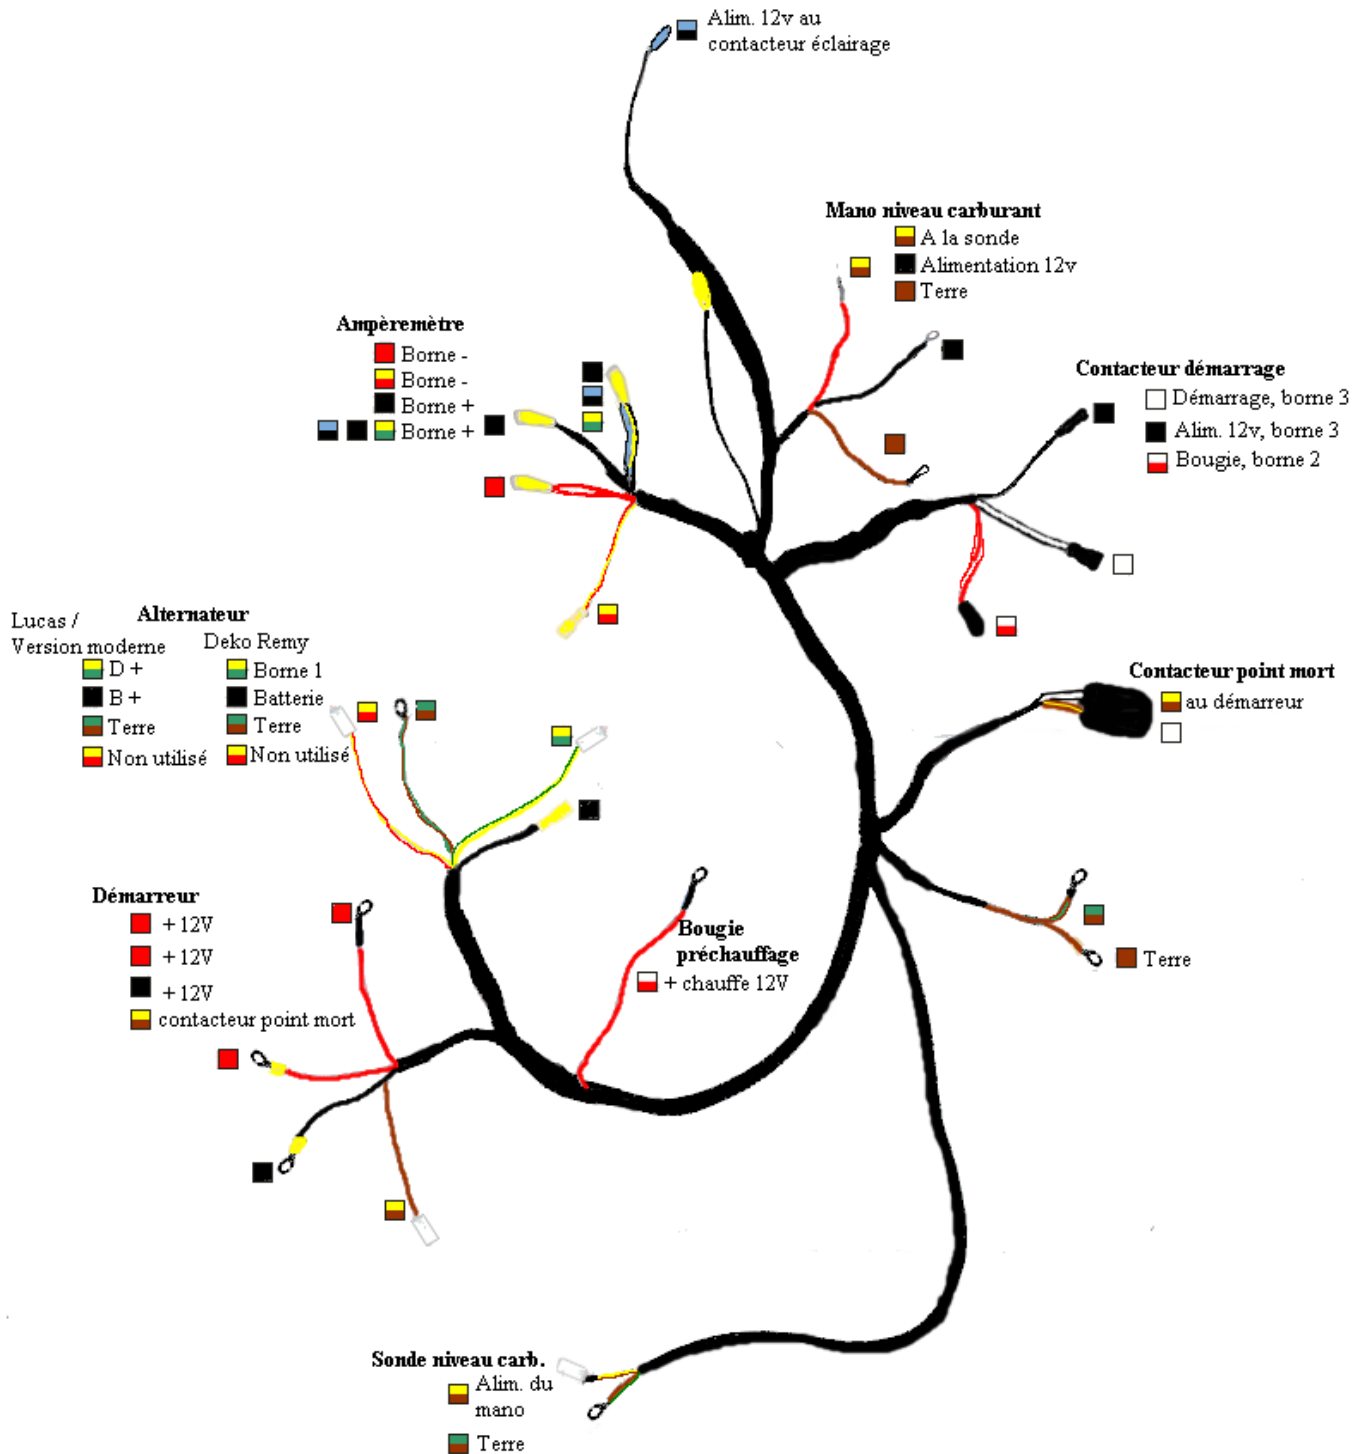 Alim. 12v au
contacteur éclairage
Mano niveau carburant
A la sonde
Alimentation 12v
Terre
Ampèremètre
Borne -
Borne -
Borne +
Borne +
Contacteur démarrage
Démarrage, borne 3
Alim. 12v, borne 3
Bougie, borne 2
Alternateur
Lucas /
Version moderne
D +
B +
Terre
Non utilisé
Deko Remy
Borne 1
Batterie
Terre
Non utilisé
Contacteur point mort
au démarreur
Démarreur
+ 12V
+ 12V
+ 12V
contacteur point mort
Bougie
préchauffage
+ chauffe 12V
Terre
Sonde niveau carb.
Alim. du
mano
Terre